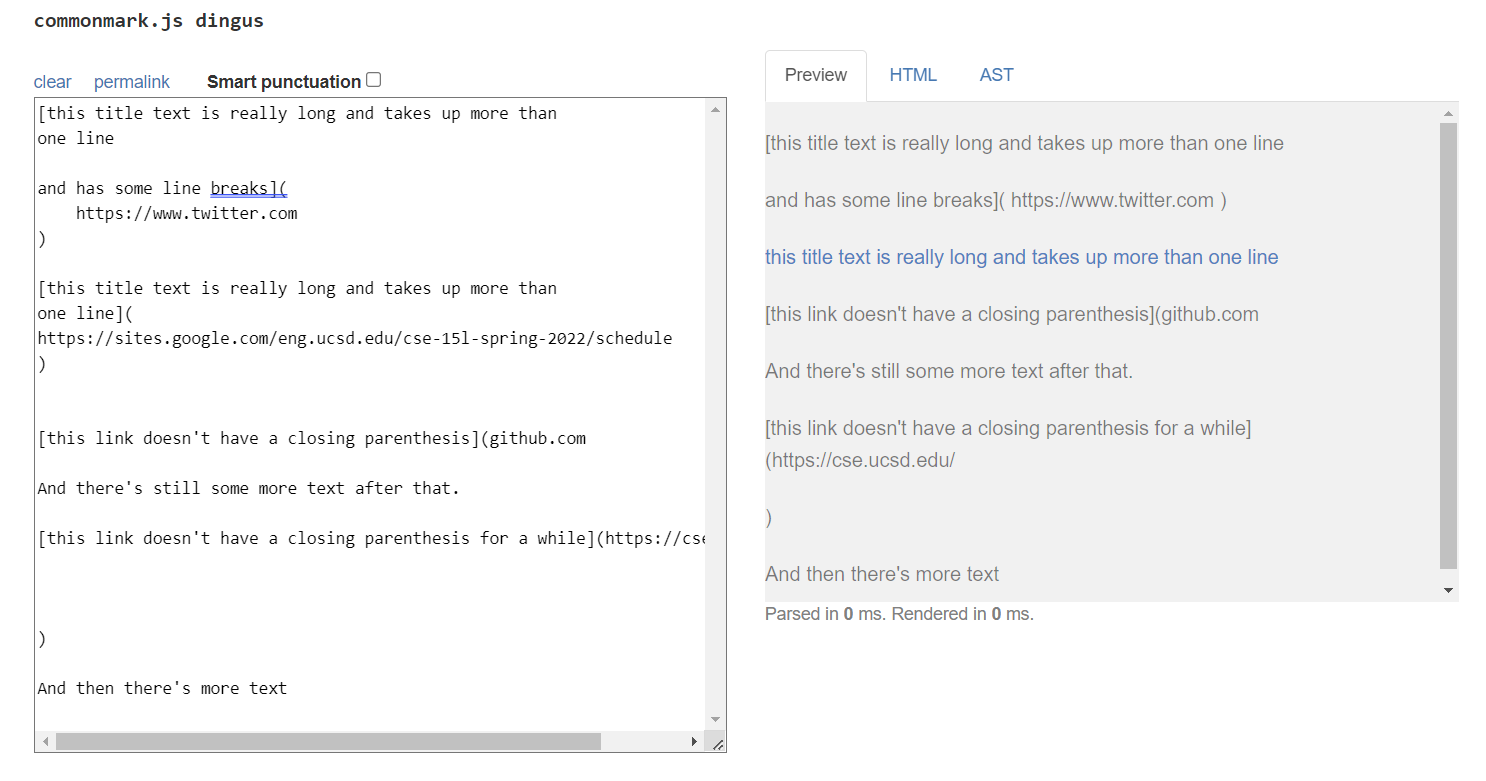 commonmark.js dingus
clear permalink Smart punctuation
[this title text is really long and takes up more than
one line
and has some line breaks](
https://www.twitter.com
)
[this title text is really long and takes up more than
one line](
https://sites.google.com/eng.ucsd.edu/cse-15l-spring-2022/schedule
)
[this link doesn't have a closing parenthesis](github.com
And there's still some more text after that.
[this link doesn't have a closing parenthesis for a while](https://cse
)
And then there's more text
Preview HTML AST
[this title text is really long and takes up more than one line
and has some line breaks]( https://www.twitter.com )
this title text is really long and takes up more than one line
[this link doesn't have a closing parenthesis](github.com
And there's still some more text after that.
[this link doesn't have a closing parenthesis for a while]
(https://cse.ucsd.edu/
)
And then there's more text
Parsed in 0 ms. Rendered in 0 ms.